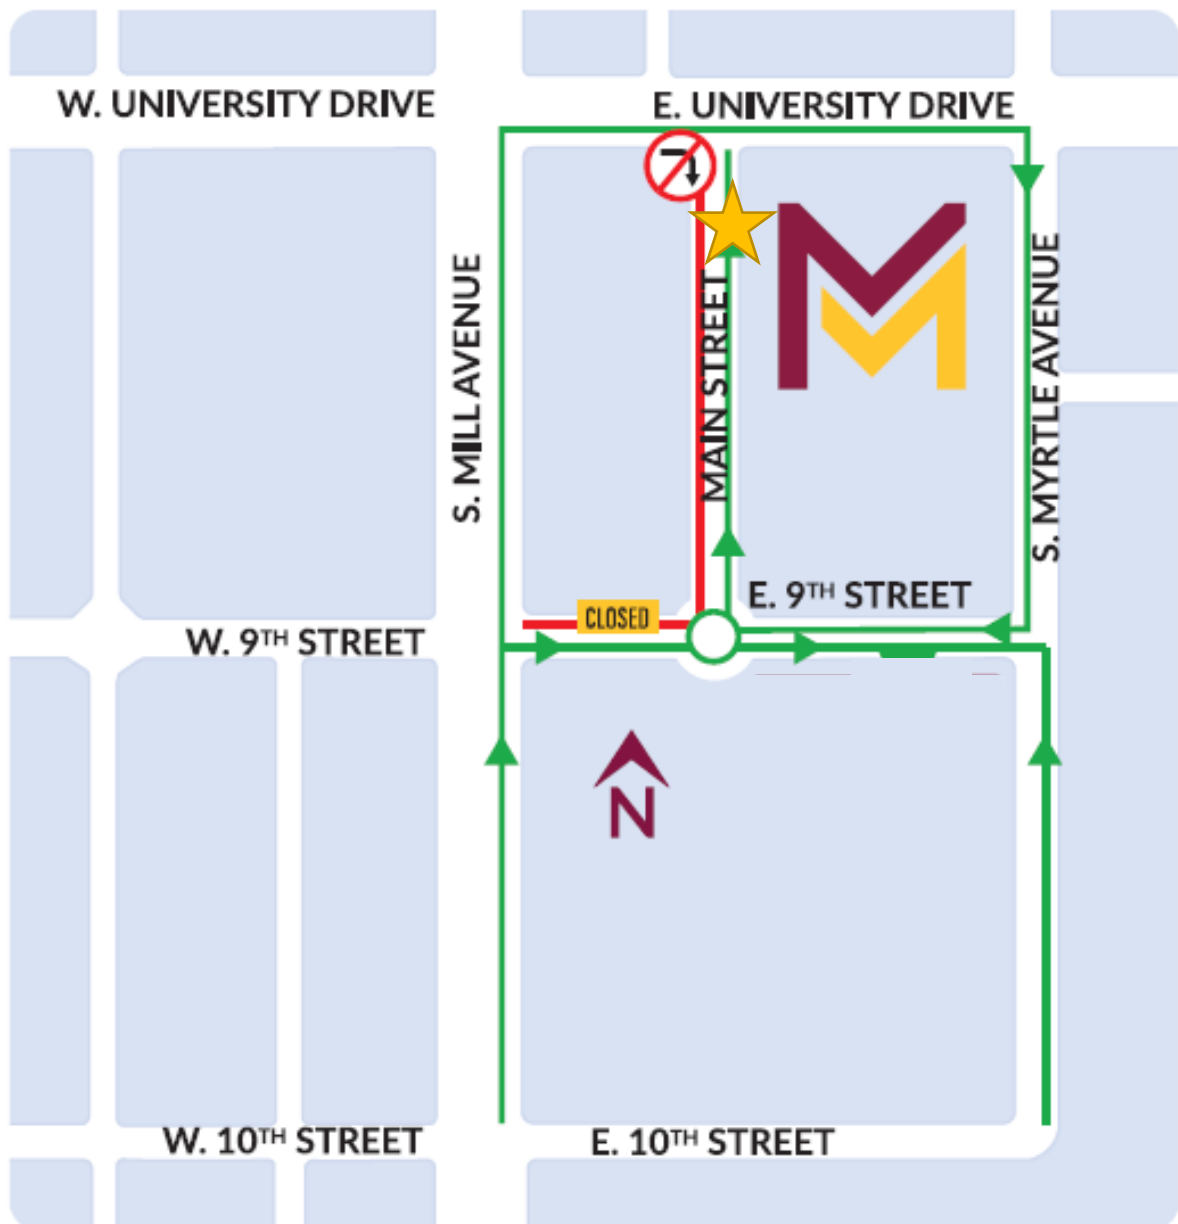 W. UNIVERSITY DRIVE
E. UNIVERSITY DRIVE
S. MILL AVENUE
MAIN STREET
S. MYRTLE AVENUE
E. 9TH STREET
CLOSED
W. 9TH STREET
N
W. 10TH STREET
E. 10TH STREET